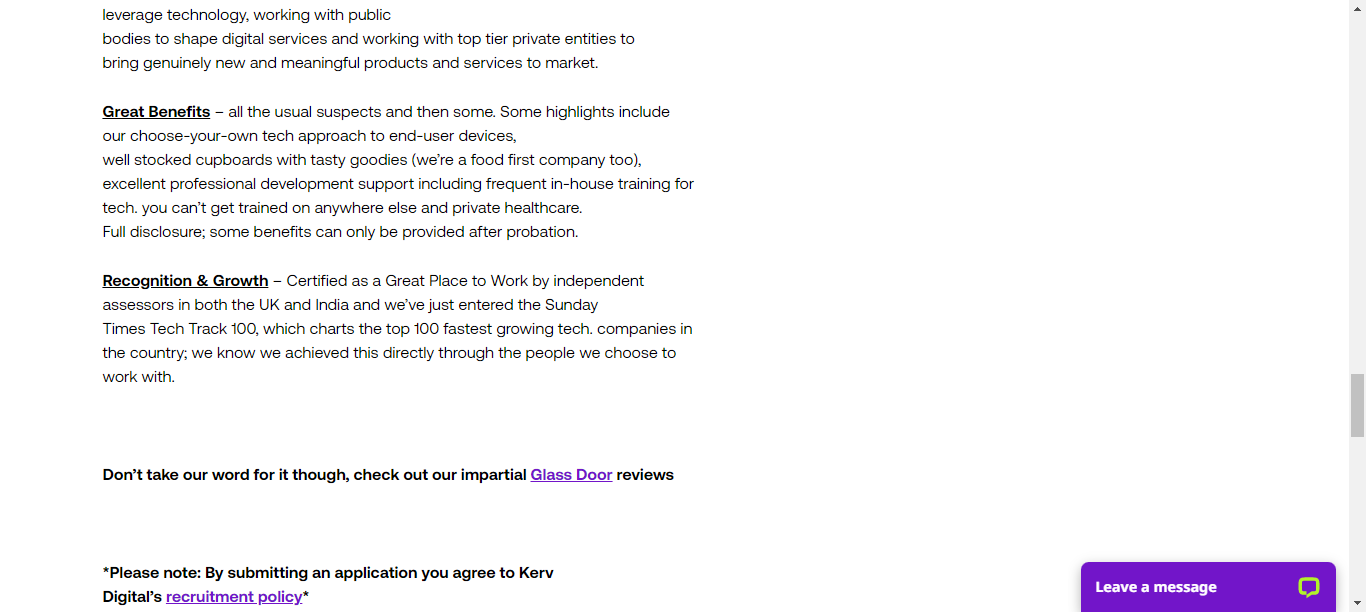 leverage technology, working with public
bodies to shape digital services and working with top tier private entities to
bring genuinely new and meaningful products and services to market.
Great Benefits – all the usual suspects and then some. Some highlights include
our choose-your-own tech approach to end-user devices,
well stocked cupboards with tasty goodies (we’re a food first company too),
excellent professional development support including frequent in-house training for
tech. you can’t get trained on anywhere else and private healthcare.
Full disclosure; some benefits can only be provided after probation.
Recognition & Growth – Certified as a Great Place to Work by independent
assessors in both the UK and India and we’ve just entered the Sunday
Times Tech Track 100, which charts the top 100 fastest growing tech. companies in
the country; we know we achieved this directly through the people we choose to
work with.
Don’t take our word for it though, check out our impartial Glass Door reviews
*Please note: By submitting an application you agree to Kerv
Digital’s recruitment policy*
Leave a message